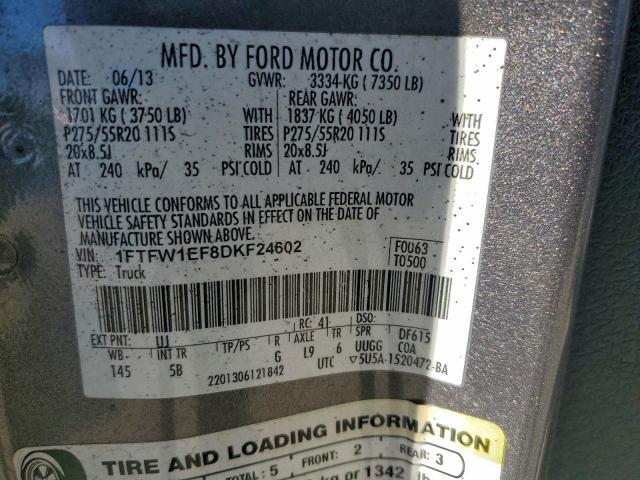 MFD. BY FORD MOTOR CO.
DATE: 06/13 GVWR: 3334 KG ( 7350 LB)
FRONT GAWR: REAR GAWR:
1701 KG ( 3750 LB) WITH 1837 KG ( 4050 LB) WITH
P275/55R20 111S TIRES P275/55R20 111S TIRES
20x8.5J RIMS 20x8.5J RIMS
AT 240 kPa/ 35 PSI COLD AT 240 kPa/ 35 PSI COLD
THIS VEHICLE CONFORMS TO ALL APPLICABLE FEDERAL MOTOR
VEHICLE SAFETY STANDARDS IN EFFECT ON THE DATE OF
MANUFACTURE SHOWN ABOVE.
VIN: 1FTFW1EF8DKF24602 F0063
TYPE: Truck T0500
RC: 41 DSO:
EXT PNT: UJ DF615
WB INT TR TP/PS R AXLE TR SPR
145 5B G L9 6 UUGG COA
2201306121842 UTC ▽5U5A-1520472-BA
TIRE AND LOADING INFORMATION
TOTAL: 5 FRONT: 2 REAR: 3
kg or 1342